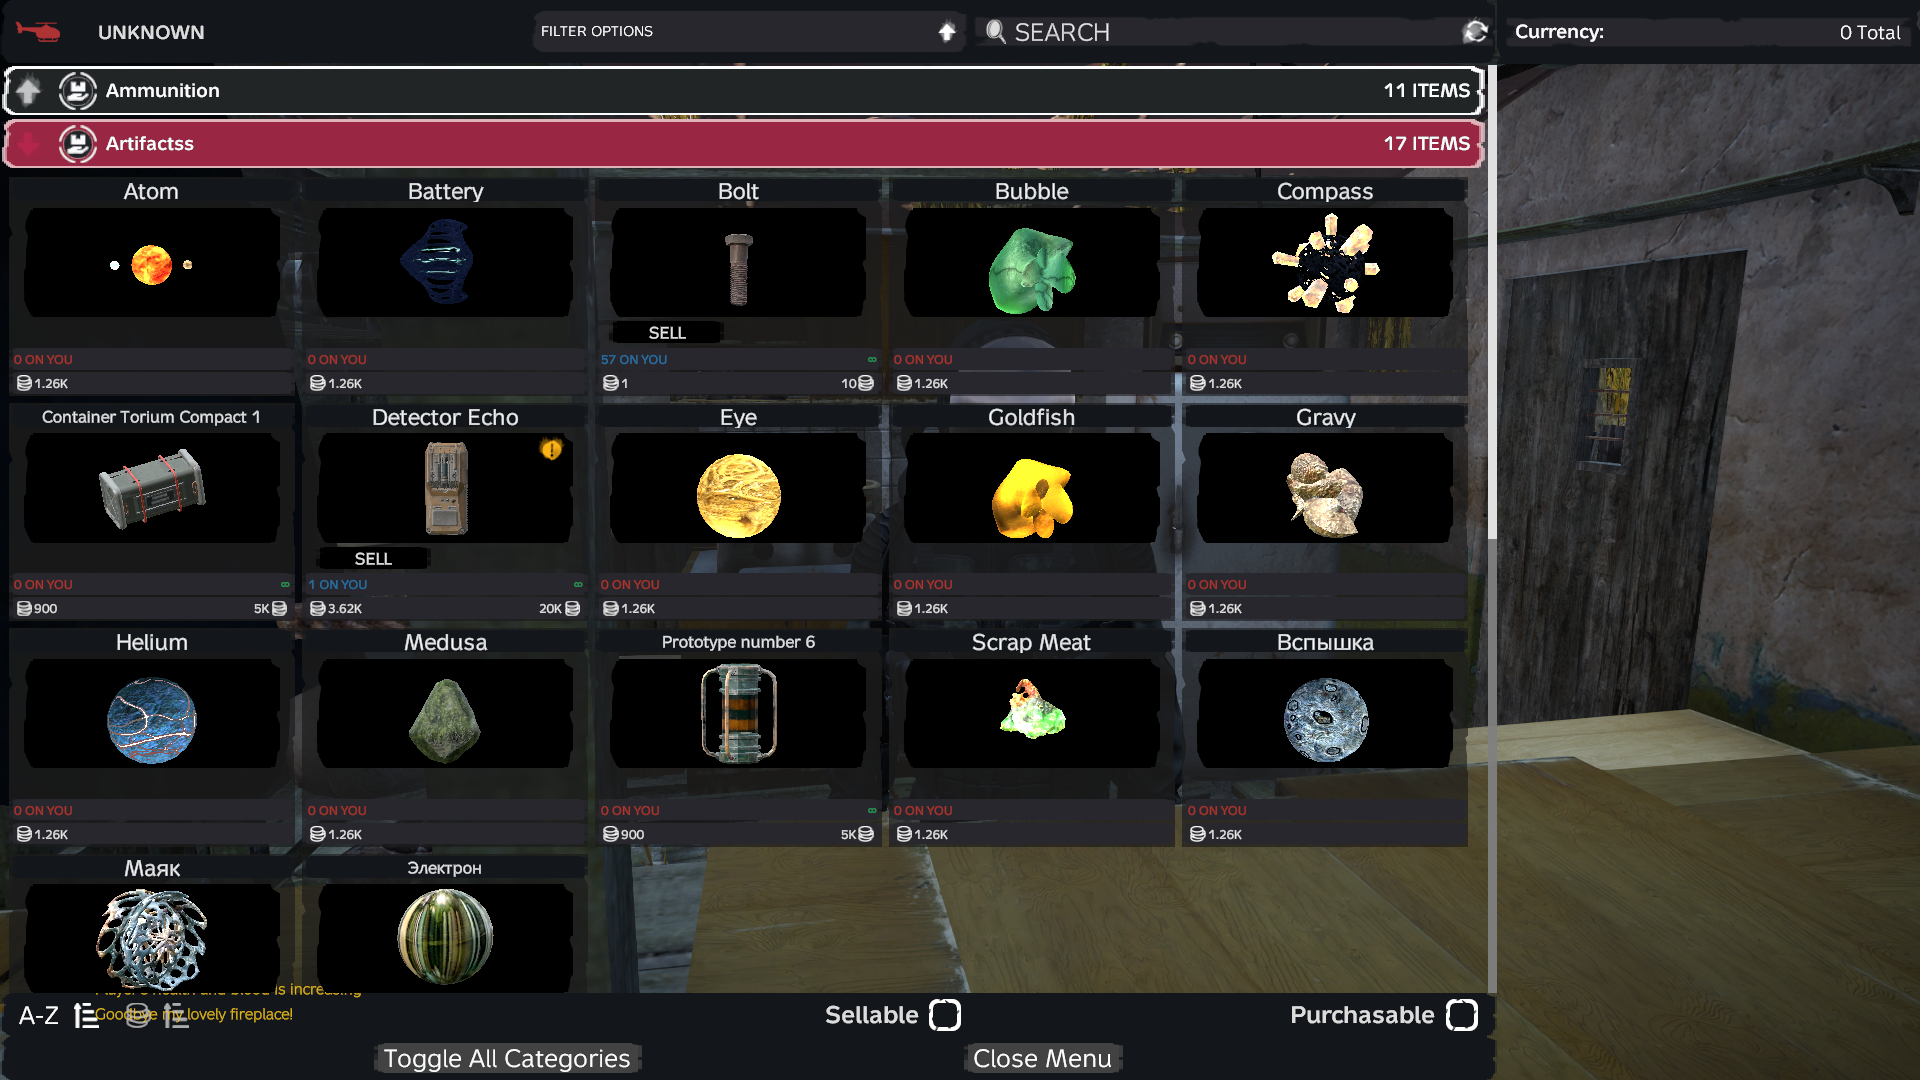 UNKNOWN
FILTER OPTIONS
SEARCH
Currency:
0 Total
Ammunition
11 ITEMS
Artifactss
17 ITEMS
Atom
Battery
Bolt
Bubble
Compass
SELL
0 ON YOU
0 ON YOU
57 ON YOU
∞
0 ON YOU
0 ON YOU
1.26K
1.26K
1
10
1.26K
1.26K
Container Torium Compact 1
Detector Echo
Eye
Goldfish
Gravy
SELL
0 ON YOU
∞
1 ON YOU
∞
0 ON YOU
0 ON YOU
0 ON YOU
900
5K
3.62K
20K
1.26K
1.26K
1.26K
Helium
Medusa
Prototype number 6
Scrap Meat
Вспышка
0 ON YOU
0 ON YOU
0 ON YOU
∞
0 ON YOU
0 ON YOU
1.26K
1.26K
900
5K
1.26K
1.26K
Маяк
Электрон
Player's health and blood is increasing
Goodbye my lovely fireplace!
A-Z
Sellable
Purchasable
Toggle All Categories
Close Menu